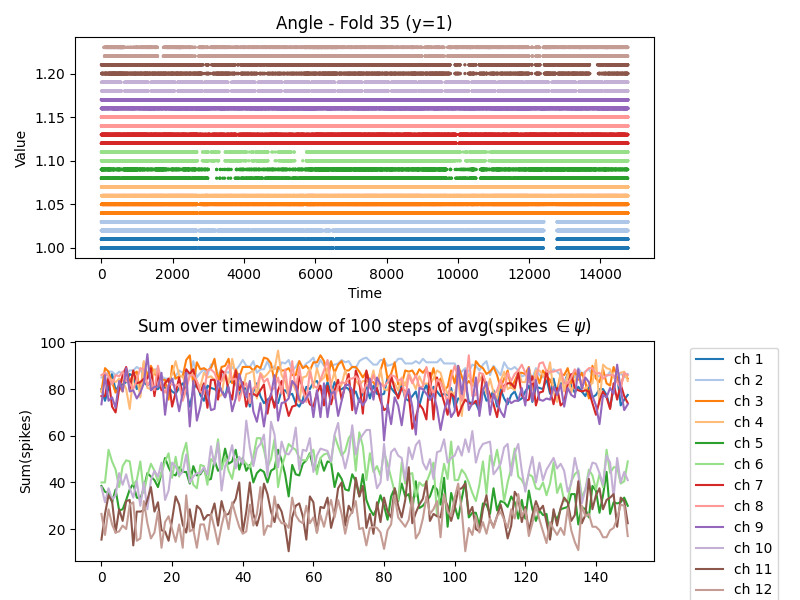 Angle - Fold 35 (y=1)
Value
1.20
1.15
1.10
1.05
1.00
0 2000 4000 6000 8000 10000 12000 14000
Time
Sum over timewindow of 100 steps of avg(spikes ∈ψ)
Sum(spikes)
100
80
60
40
20
0 20 40 60 80 100 120 140
ch 1
ch 2
ch 3
ch 4
ch 5
ch 6
ch 7
ch 8
ch 9
ch 10
ch 11
ch 12